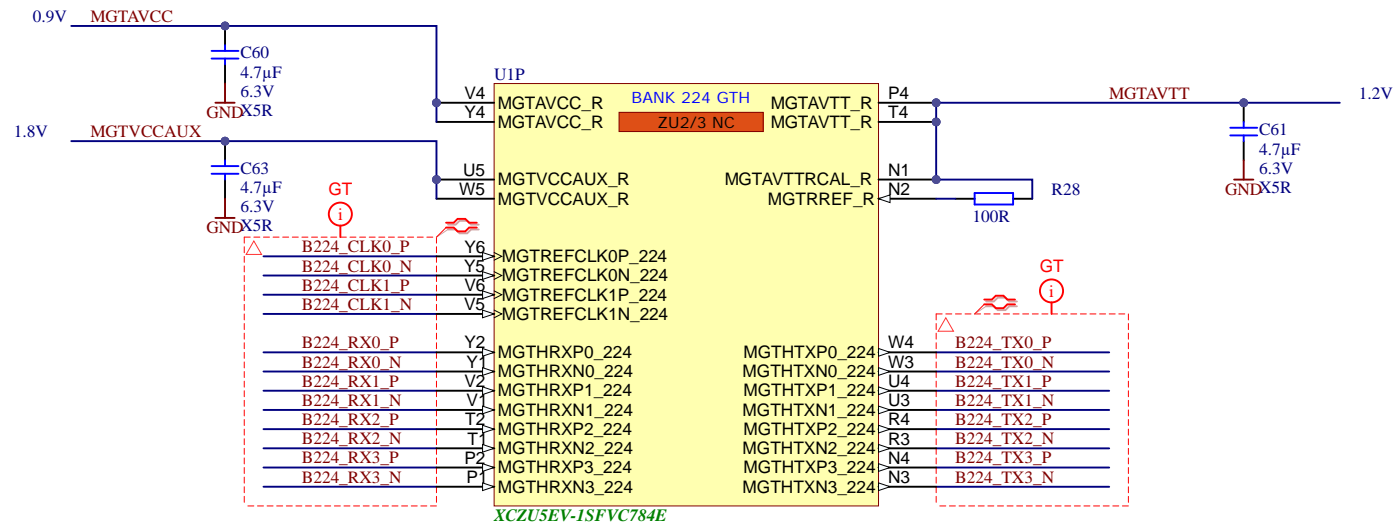 0.9V MGTAVCC
C60
4.7µF
6.3V
X5R
GND
1.8V MGTVCCAUX
C63
4.7µF
6.3V
X5R
GND
U1P
BANK 224 GTH
ZU2/3 NC
V4 MGTAVCC_R
Y4 MGTAVCC_R
U5 MGTVCCAUX_R
W5 MGTVCCAUX_R
MGTAVTT_R P4
MGTAVTT_R T4
MGTAVTTRCAL_R N1
MGTRREF_R N2
MGTAVTT 1.2V
C61
4.7µF
6.3V
X5R
GND
R28
100R
GT
i
B224_CLK0_P Y6 MGTREFCLK0P_224
B224_CLK0_N Y5 MGTREFCLK0N_224
B224_CLK1_P V6 MGTREFCLK1P_224
B224_CLK1_N V5 MGTREFCLK1N_224
B224_RX0_P Y2 MGTHRXP0_224
B224_RX0_N Y1 MGTHRXN0_224
B224_RX1_P V2 MGTHRXP1_224
B224_RX1_N V1 MGTHRXN1_224
B224_RX2_P T2 MGTHRXP2_224
B224_RX2_N T1 MGTHRXN2_224
B224_RX3_P P2 MGTHRXP3_224
B224_RX3_N P1 MGTHRXN3_224
GT
i
MGTHTXP0_224 W4 B224_TX0_P
MGTHTXN0_224 W3 B224_TX0_N
MGTHTXP1_224 U4 B224_TX1_P
MGTHTXN1_224 U3 B224_TX1_N
MGTHTXP2_224 R4 B224_TX2_P
MGTHTXN2_224 R3 B224_TX2_N
MGTHTXP3_224 N4 B224_TX3_P
MGTHTXN3_224 N3 B224_TX3_N
XCZU5EV-1SFVC784E